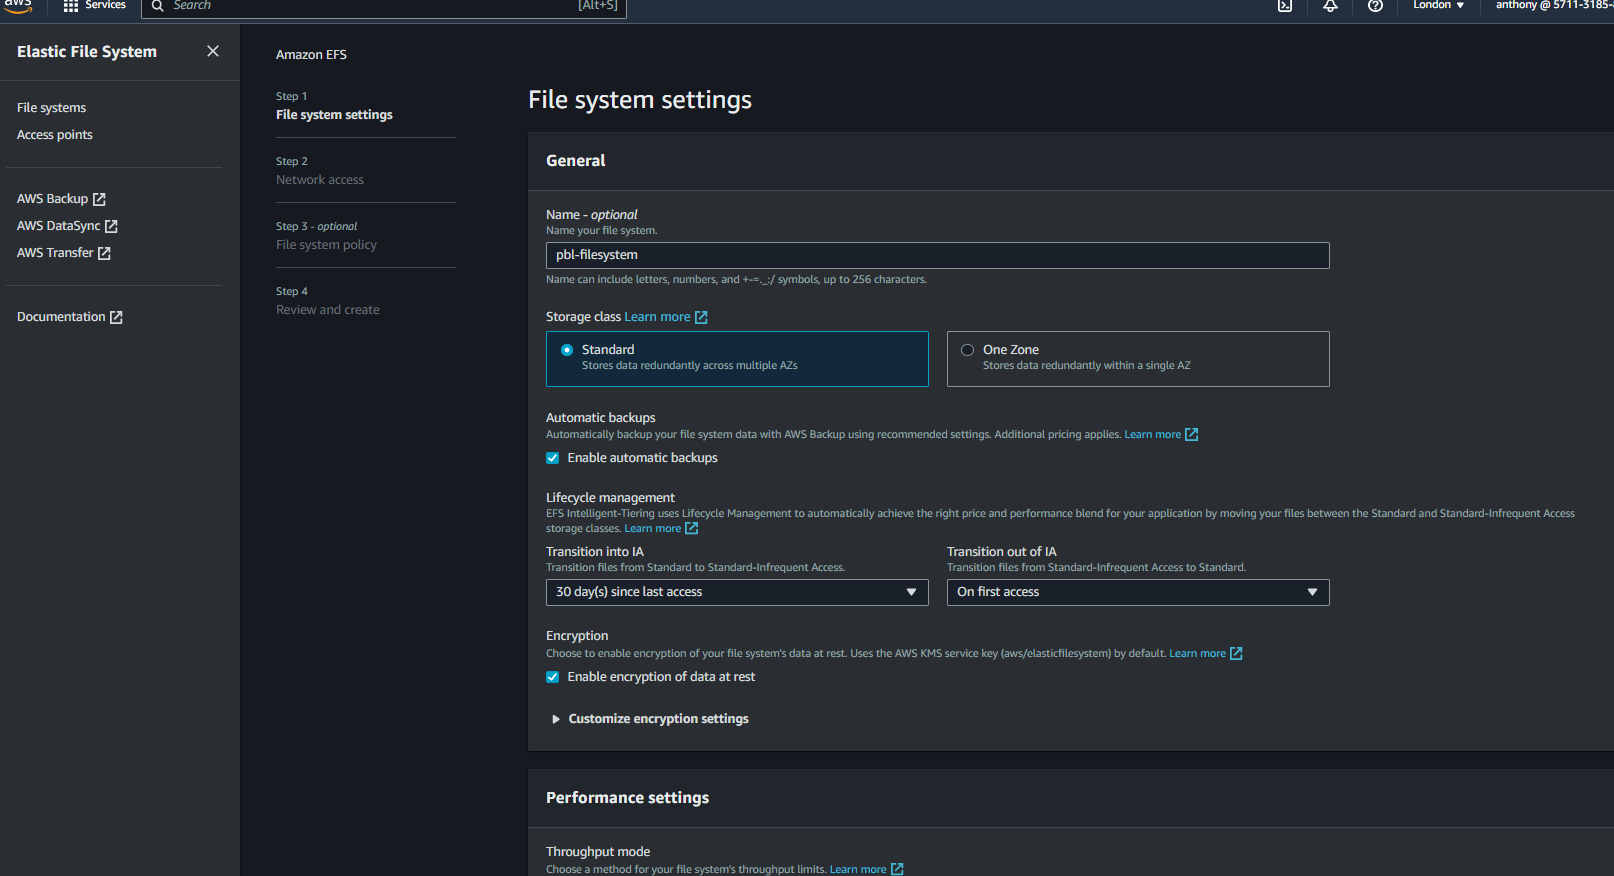 aws
Services
Search
[Alt+S]
London
anthony @ 5711-3185-
Elastic File System
File systems
Access points
AWS Backup
AWS DataSync
AWS Transfer
Documentation
Amazon EFS
Step 1
File system settings
Step 2
Network access
Step 3 - optional
File system policy
Step 4
Review and create
File system settings
General
Name - optional
Name your file system.
pbl-filesystem
Name can include letters, numbers, and +-=._:/ symbols, up to 256 characters.
Storage class Learn more
Standard
Stores data redundantly across multiple AZs
One Zone
Stores data redundantly within a single AZ
Automatic backups
Automatically backup your file system data with AWS Backup using recommended settings. Additional pricing applies. Learn more
Enable automatic backups
Lifecycle management
EFS Intelligent-Tiering uses Lifecycle Management to automatically achieve the right price and performance blend for your application by moving your files between the Standard and Standard-Infrequent Access
storage classes. Learn more
Transition into IA
Transition files from Standard to Standard-Infrequent Access.
30 day(s) since last access
Transition out of IA
Transition files from Standard-Infrequent Access to Standard.
On first access
Encryption
Choose to enable encryption of your file system's data at rest. Uses the AWS KMS service key (aws/elasticfilesystem) by default. Learn more
Enable encryption of data at rest
Customize encryption settings
Performance settings
Throughput mode
Choose a method for your file system's throughput limits. Learn more